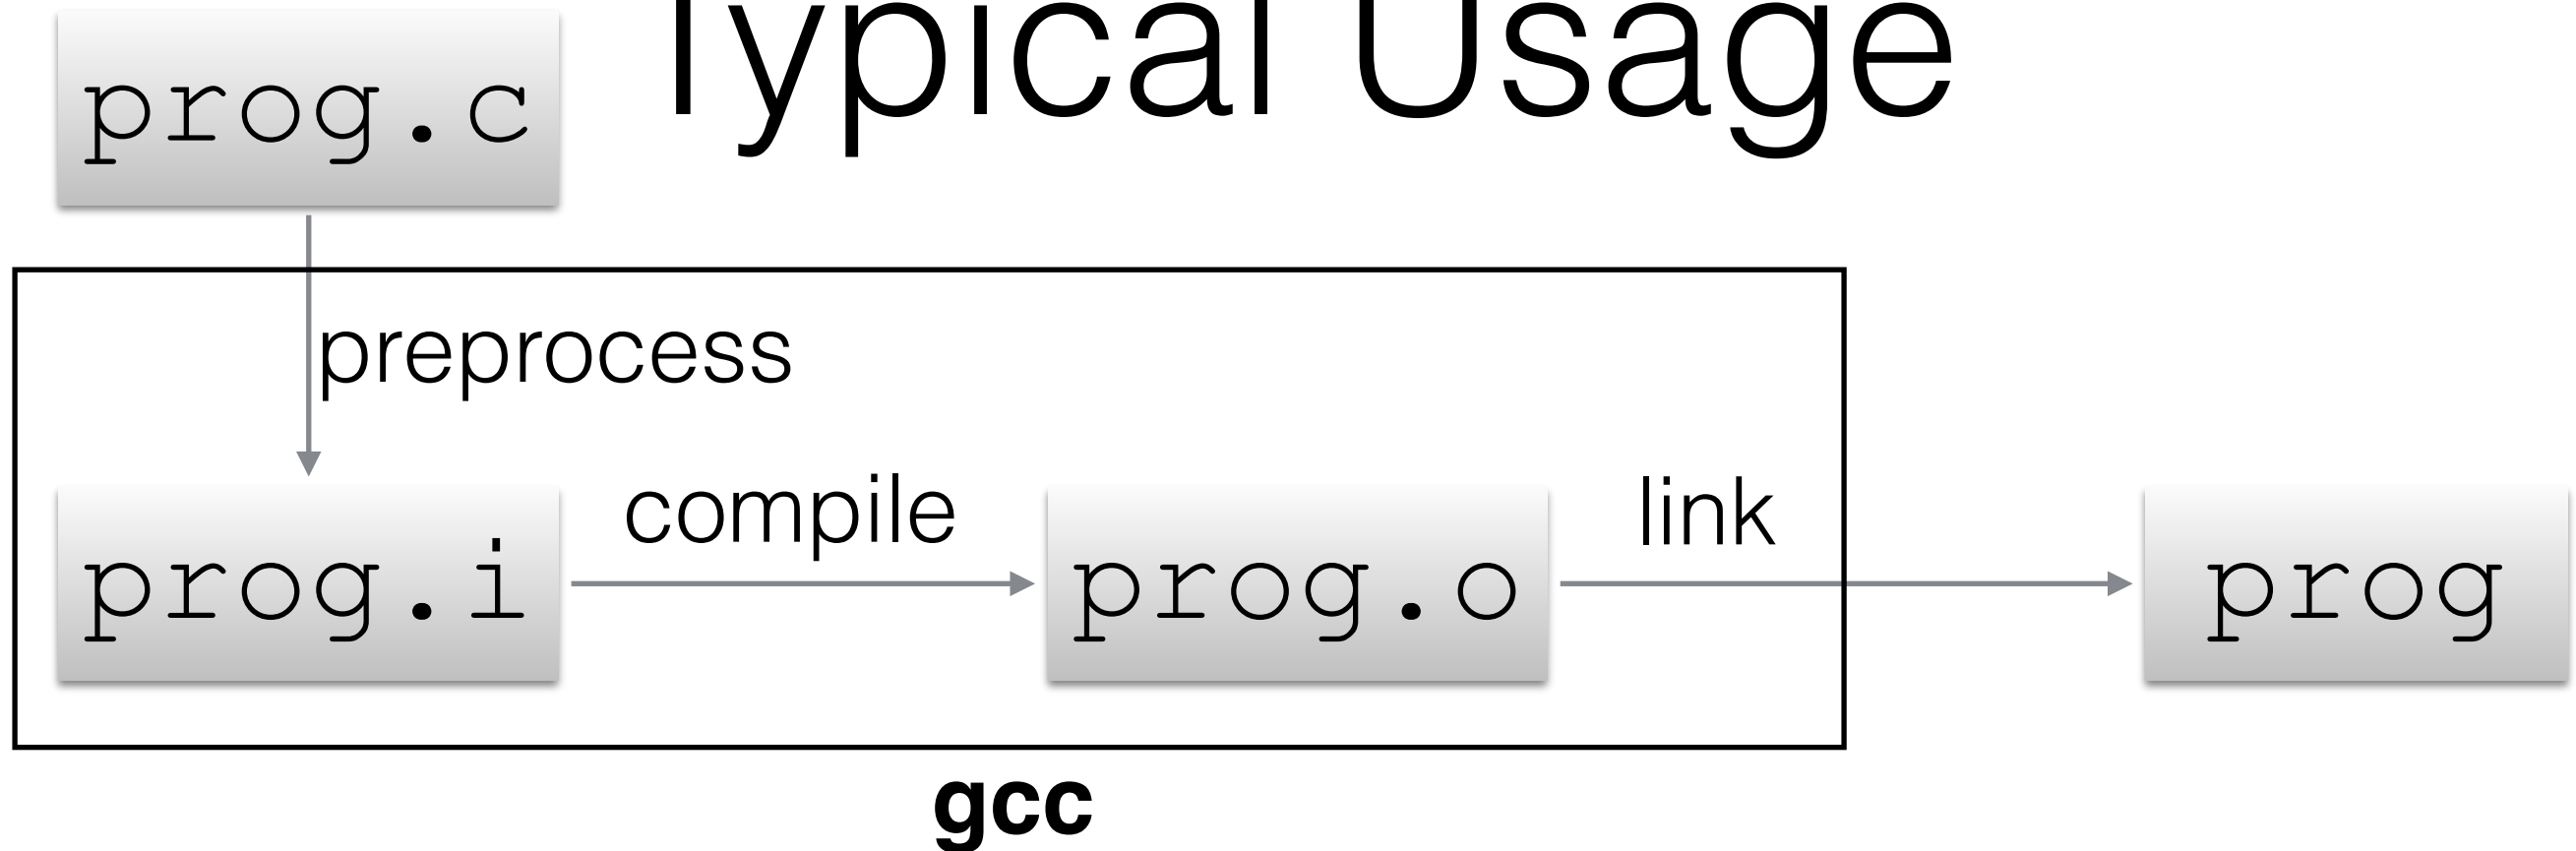 Typical Usage
prog.c
preprocess
compile
link
prog.i
prog.o
prog
gcc